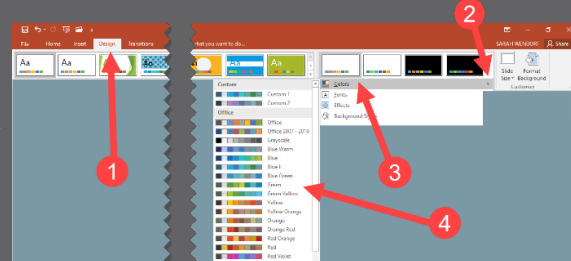 2
File Home Insert Design Transitions
what you want to do...
SARAH WENDORF Share
Aa Aa Aa Aa Aa
Slide Size Format Background
Customize
1
Custom
Custom 1
Custom 2
Office
Office
Office 2007 - 2010
Grayscale
Blue Warm
Blue
Blue II
Blue Green
Green
Green Yellow
Yellow
Yellow Orange
Orange
Orange Red
Red Orange
Red
Red Violet
Colors
Fonts
Effects
Background
3
4